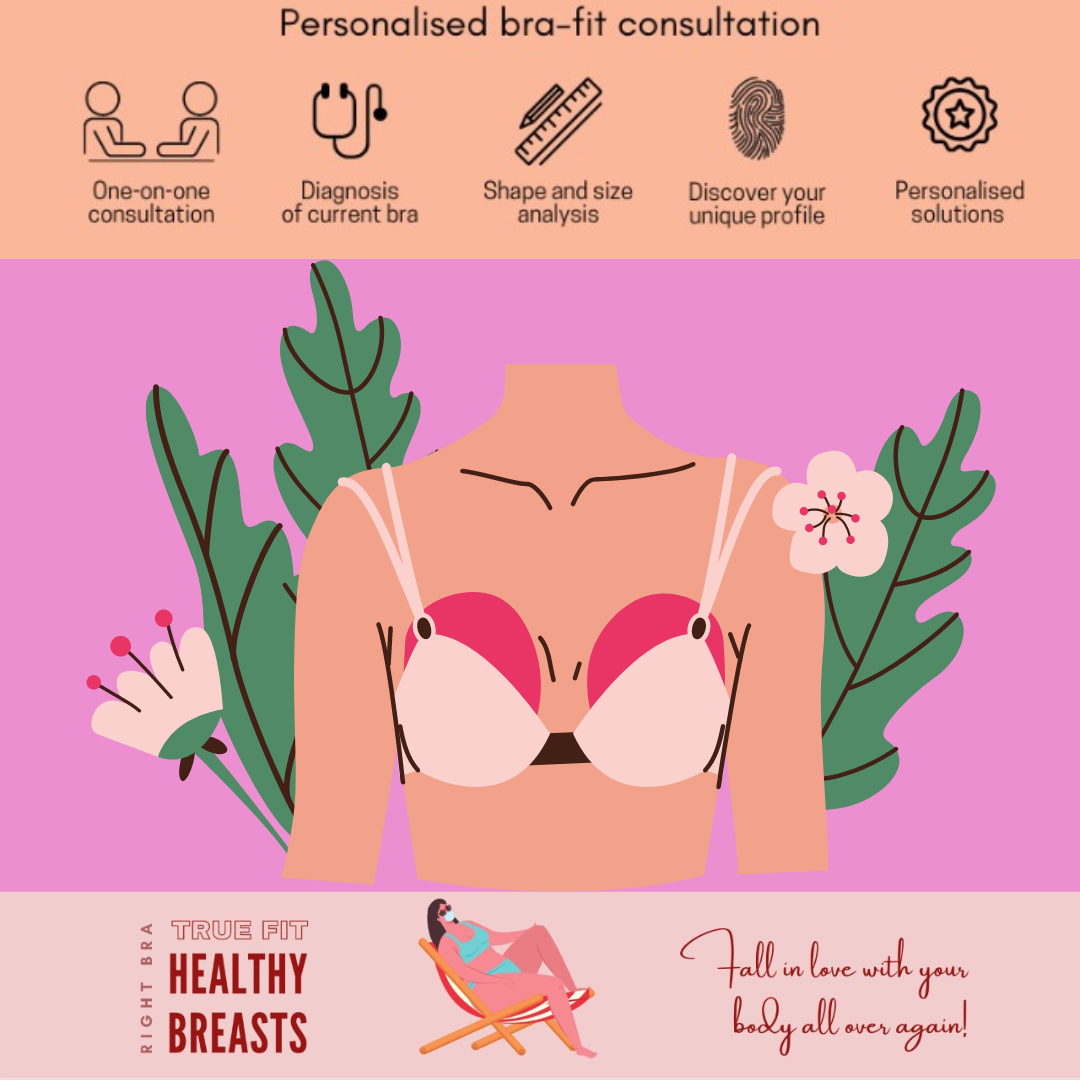 Personalised bra-fit consultation
One-on-one
consultation
Diagnosis
of current bra
Shape and size
analysis
Discover your
unique profile
Personalised
solutions
RIGHT BRA
TRUE FIT
HEALTHY
BREASTS
Fall in love with your
body all over again!